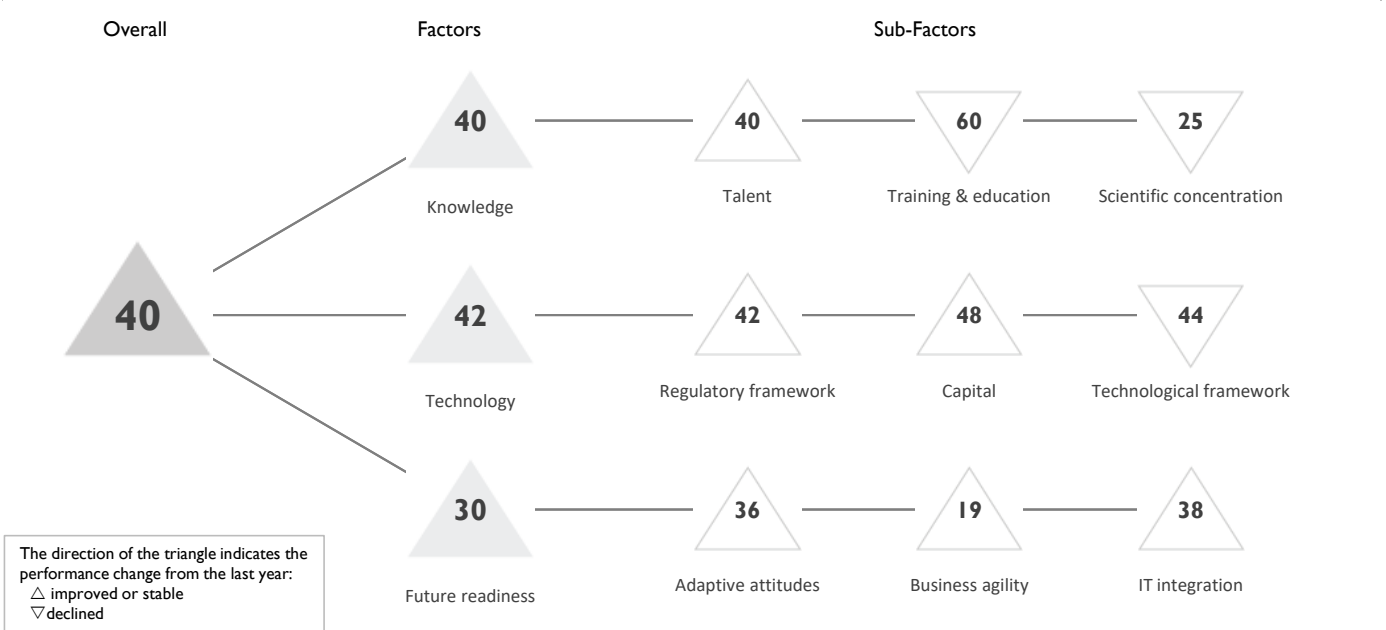 Overall
Factors
Sub-Factors
40
40
60
25
Knowledge
Talent
Training & education
Scientific concentration
40
42
42
48
44
Technology
Regulatory framework
Capital
Technological framework
30
36
19
38
Future readiness
Adaptive attitudes
Business agility
IT integration
The direction of the triangle indicates the
performance change from the last year:
△ improved or stable
▽ declined